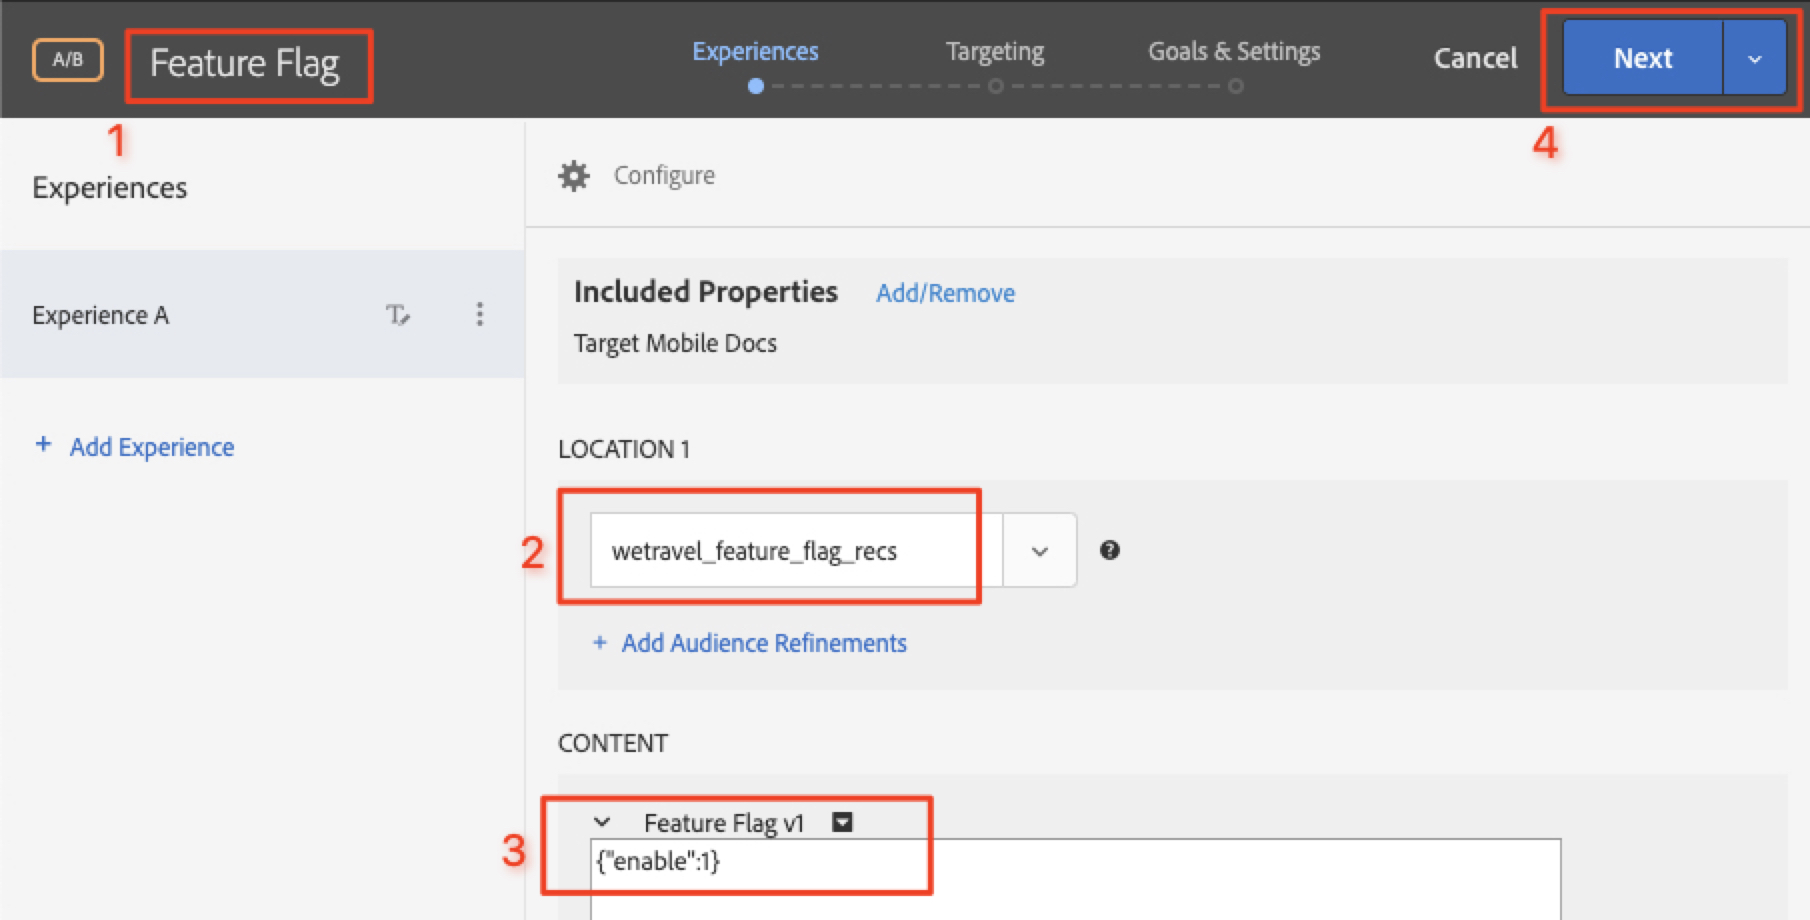 A/B
Feature Flag
Experiences
Targeting
Goals & Settings
Cancel
Next
1
4
Experiences
Configure
Experience A
+ Add Experience
Included Properties
Add/Remove
Target Mobile Docs
LOCATION 1
2
wetravel_feature_flag_recs
?
+ Add Audience Refinements
CONTENT
3
Feature Flag v1
{"enable":1}